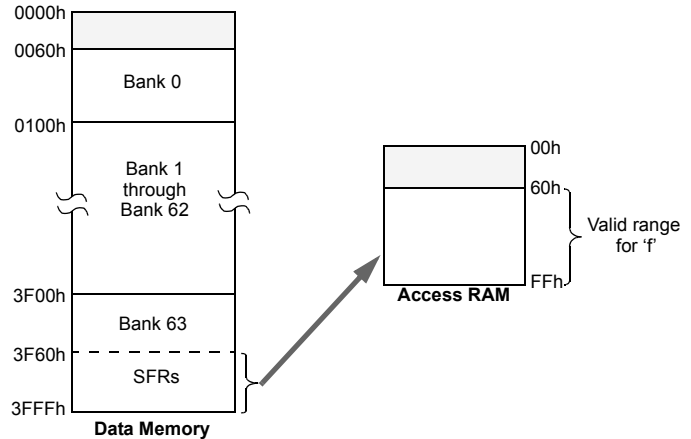 0000h
0060h
Bank 0
0100h
Bank 1
through
Bank 62
3F00h
Bank 63
3F60h
SFRs
3FFFh
Data Memory
00h
60h
Valid range
for ‘f’
FFh
Access RAM